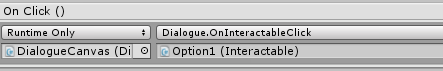 On Click ()
Runtime Only Dialogue.OnInteractableClick
DialogueCanvas (Di Option1 (Interactable)